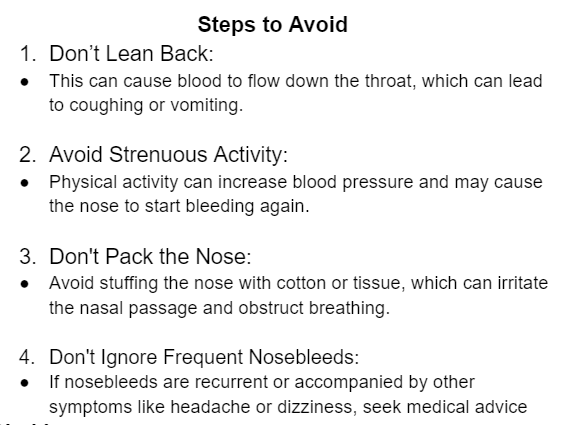 Steps to Avoid
1. Don’t Lean Back:
● This can cause blood to flow down the throat, which can lead
to coughing or vomiting.
2. Avoid Strenuous Activity:
● Physical activity can increase blood pressure and may cause
the nose to start bleeding again.
3. Don't Pack the Nose:
● Avoid stuffing the nose with cotton or tissue, which can irritate
the nasal passage and obstruct breathing.
4. Don't Ignore Frequent Nosebleeds:
● If nosebleeds are recurrent or accompanied by other
symptoms like headache or dizziness, seek medical advice